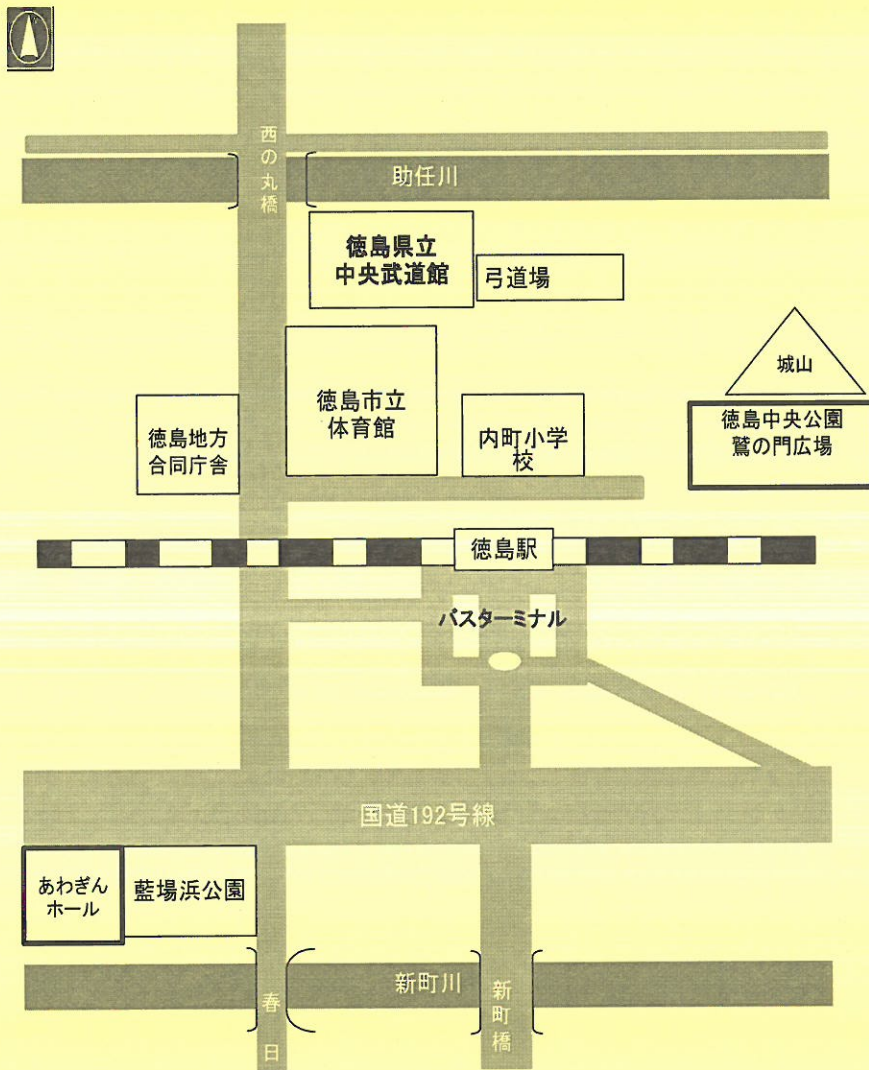 西の丸橋
助任川
徳島県立
中央武道館
弓道場
城山
徳島市立
体育館
徳島地方
合同庁舎
内町小学
校
徳島中央公園
鷲の門広場
徳島駅
バスターミナル
国道192号線
あわぎん
ホール
藍場浜公園
新町川
春日
新町橋